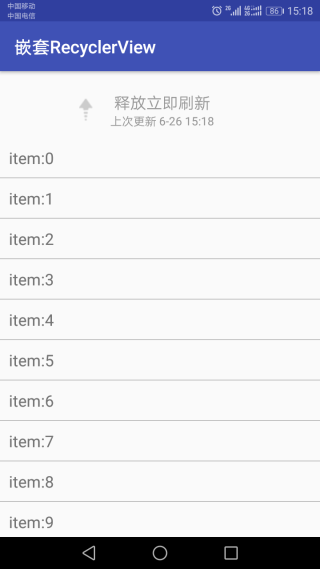 中国移动
中国电信
2G 4G 2G 86 15:18
嵌套RecyclerView
释放立即刷新
上次更新 6-26 15:18
item:0
item:1
item:2
item:3
item:4
item:5
item:6
item:7
item:8
item:9